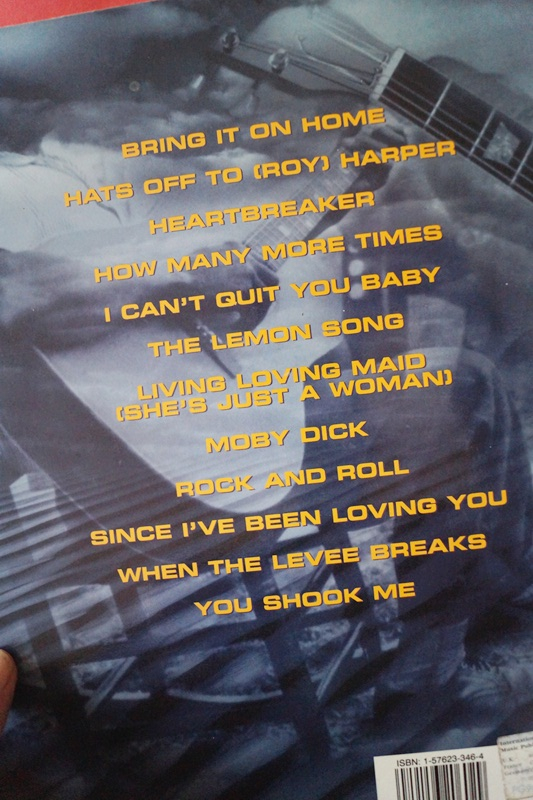 BRING IT ON HOME
HATS OFF TO (ROY) HARPER
HEARTBREAKER
HOW MANY MORE TIMES
I CAN'T QUIT YOU BABY
THE LEMON SONG
LIVING LOVING MAID
(SHE'S JUST A WOMAN)
MOBY DICK
ROCK AND ROLL
SINCE I'VE BEEN LOVING YOU
WHEN THE LEVEE BREAKS
YOU SHOOK ME
ISBN: 1-57623-346-4